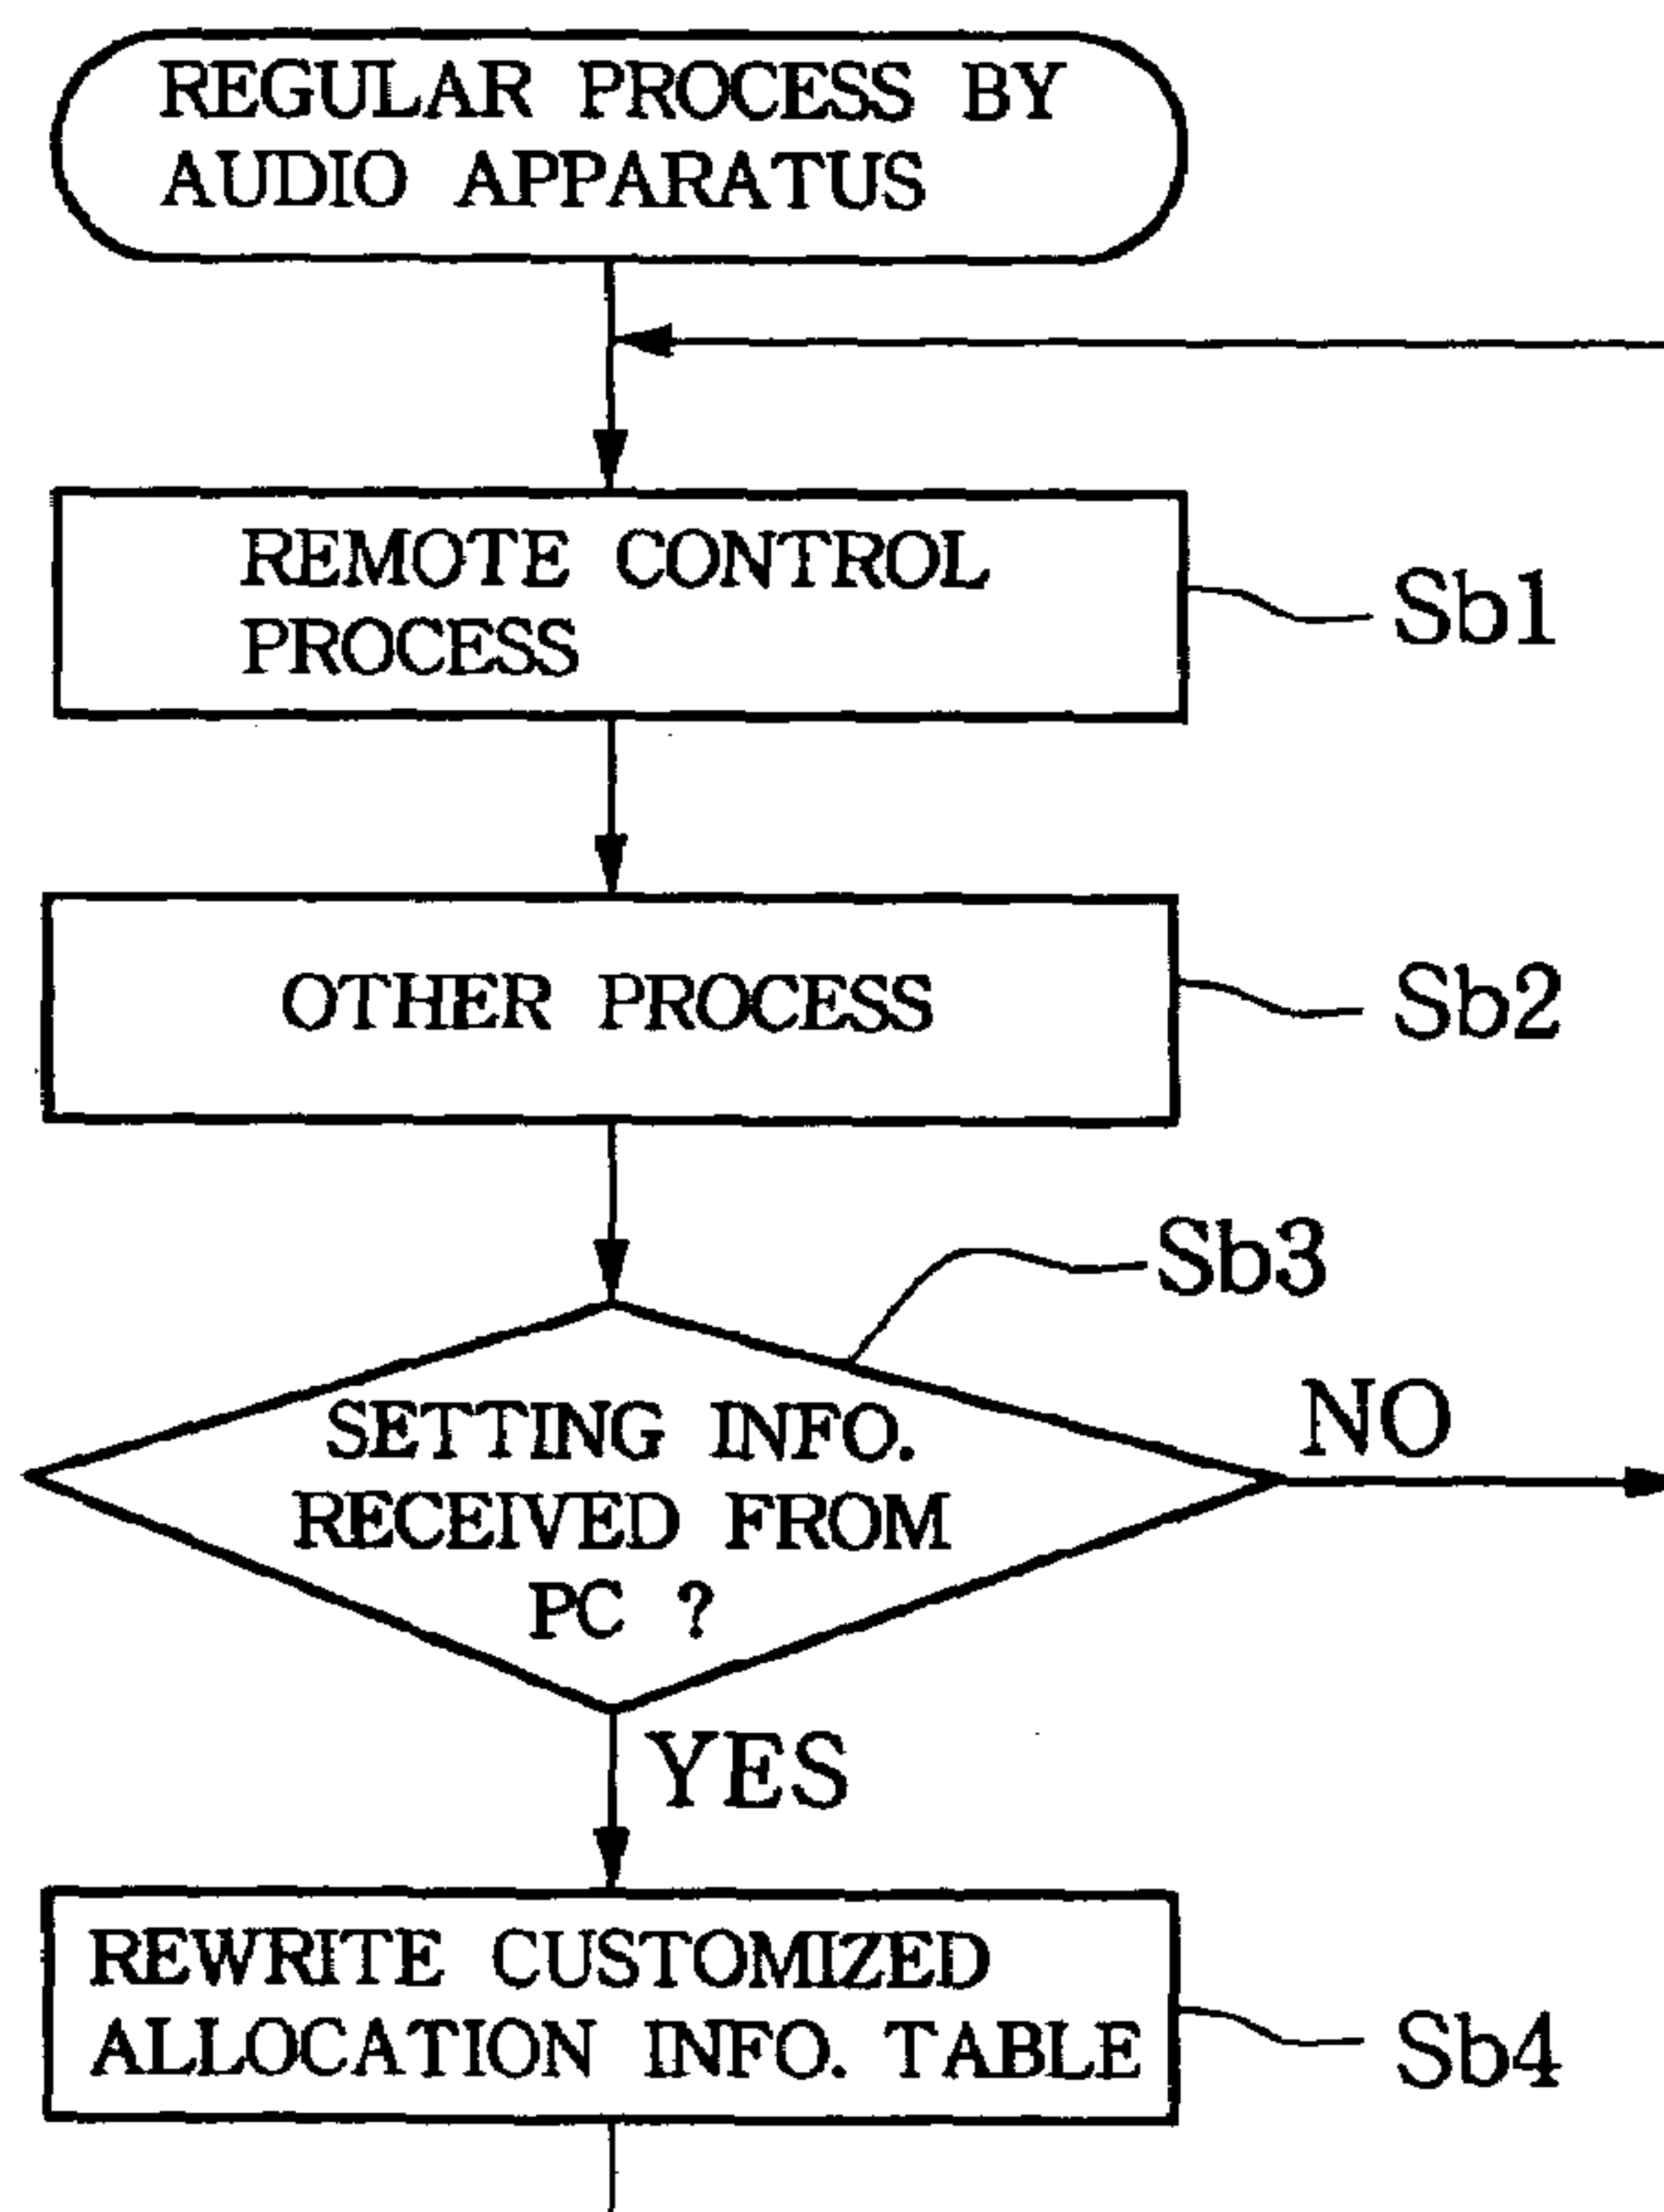 REGULAR PROCESS BY
AUDIO APPARATUS
REMOTE CONTROL
PROCESS
Sb1
OTHER PROCESS
Sb2
Sb3
SETTING INFO.
RECEIVED FROM
PC ?
NO
YES
REWRITE CUSTOMIZED
ALLOCATION INFO. TABLE
Sb4